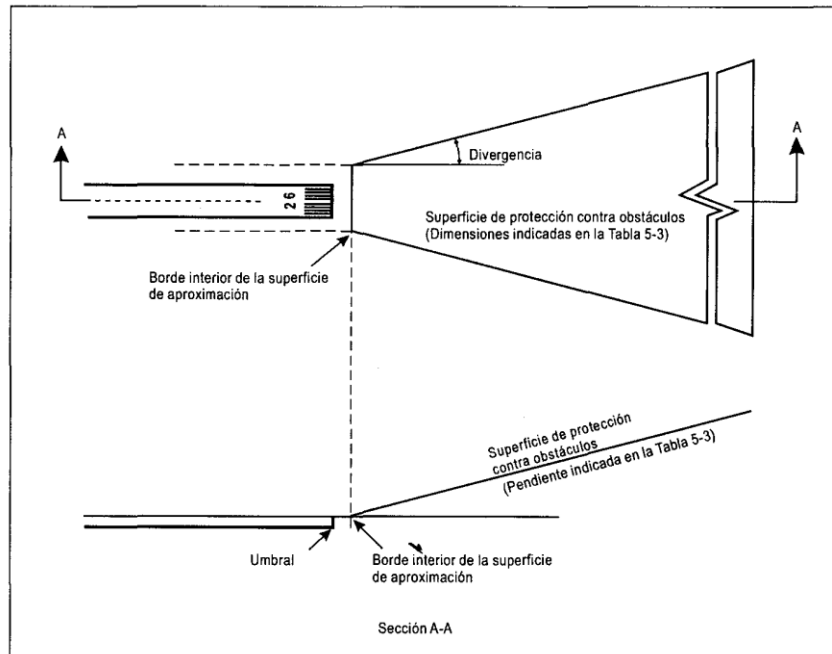 A
A
Divergencia
26
Superficie de protección contra obstáculos
(Dimensiones indicadas en la Tabla 5-3)
Borde interior de la superficie
de aproximación
Superficie de protección
contra obstáculos
(Pendiente indicada en la Tabla 5-3)
Umbral
Borde interior de la superficie
de aproximación
Sección A-A